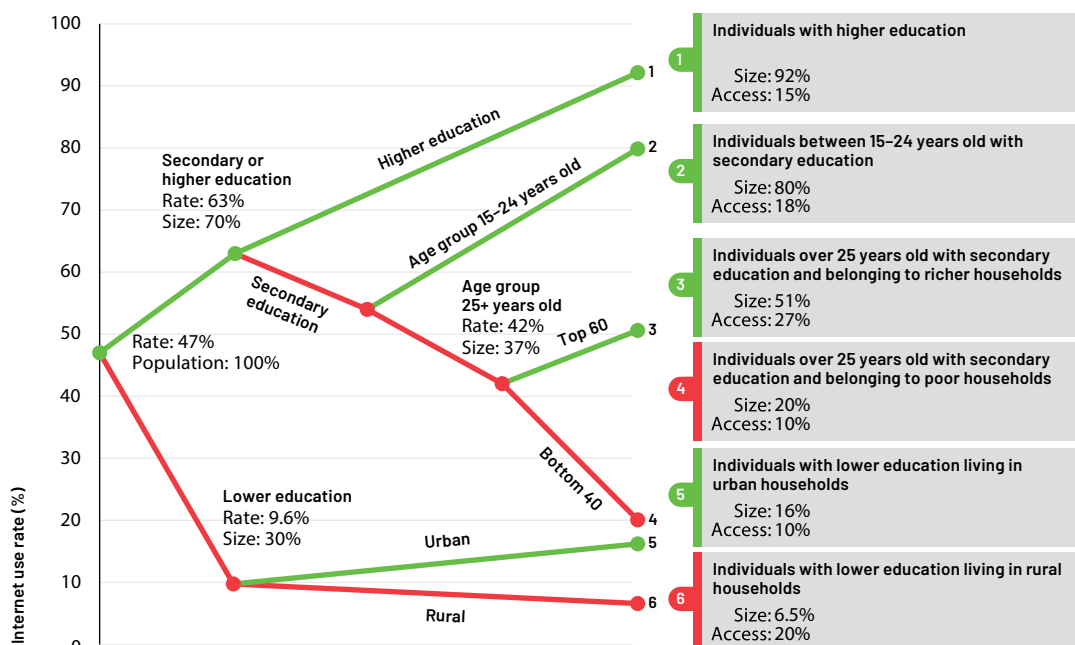 100
90
80
70
60
50
40
30
20
10
0
Internet use rate (%)
Rate: 47%
Population: 100%
Secondary or
higher education
Rate: 63%
Size: 70%
Higher education
Secondary
education
Age group 15–24 years old
Age group
25+ years old
Rate: 42%
Size: 37%
Top 60
Bottom 40
Lower education
Rate: 9.6%
Size: 30%
Urban
Rural
1
2
3
4
5
6
1
Individuals with higher education
Size: 92%
Access: 15%
2
Individuals between 15–24 years old with
secondary education
Size: 80%
Access: 18%
3
Individuals over 25 years old with secondary
education and belonging to richer households
Size: 51%
Access: 27%
4
Individuals over 25 years old with secondary
education and belonging to poor households
Size: 20%
Access: 10%
5
Individuals with lower education living in
urban households
Size: 16%
Access: 10%
6
Individuals with lower education living in rural
households
Size: 6.5%
Access: 20%